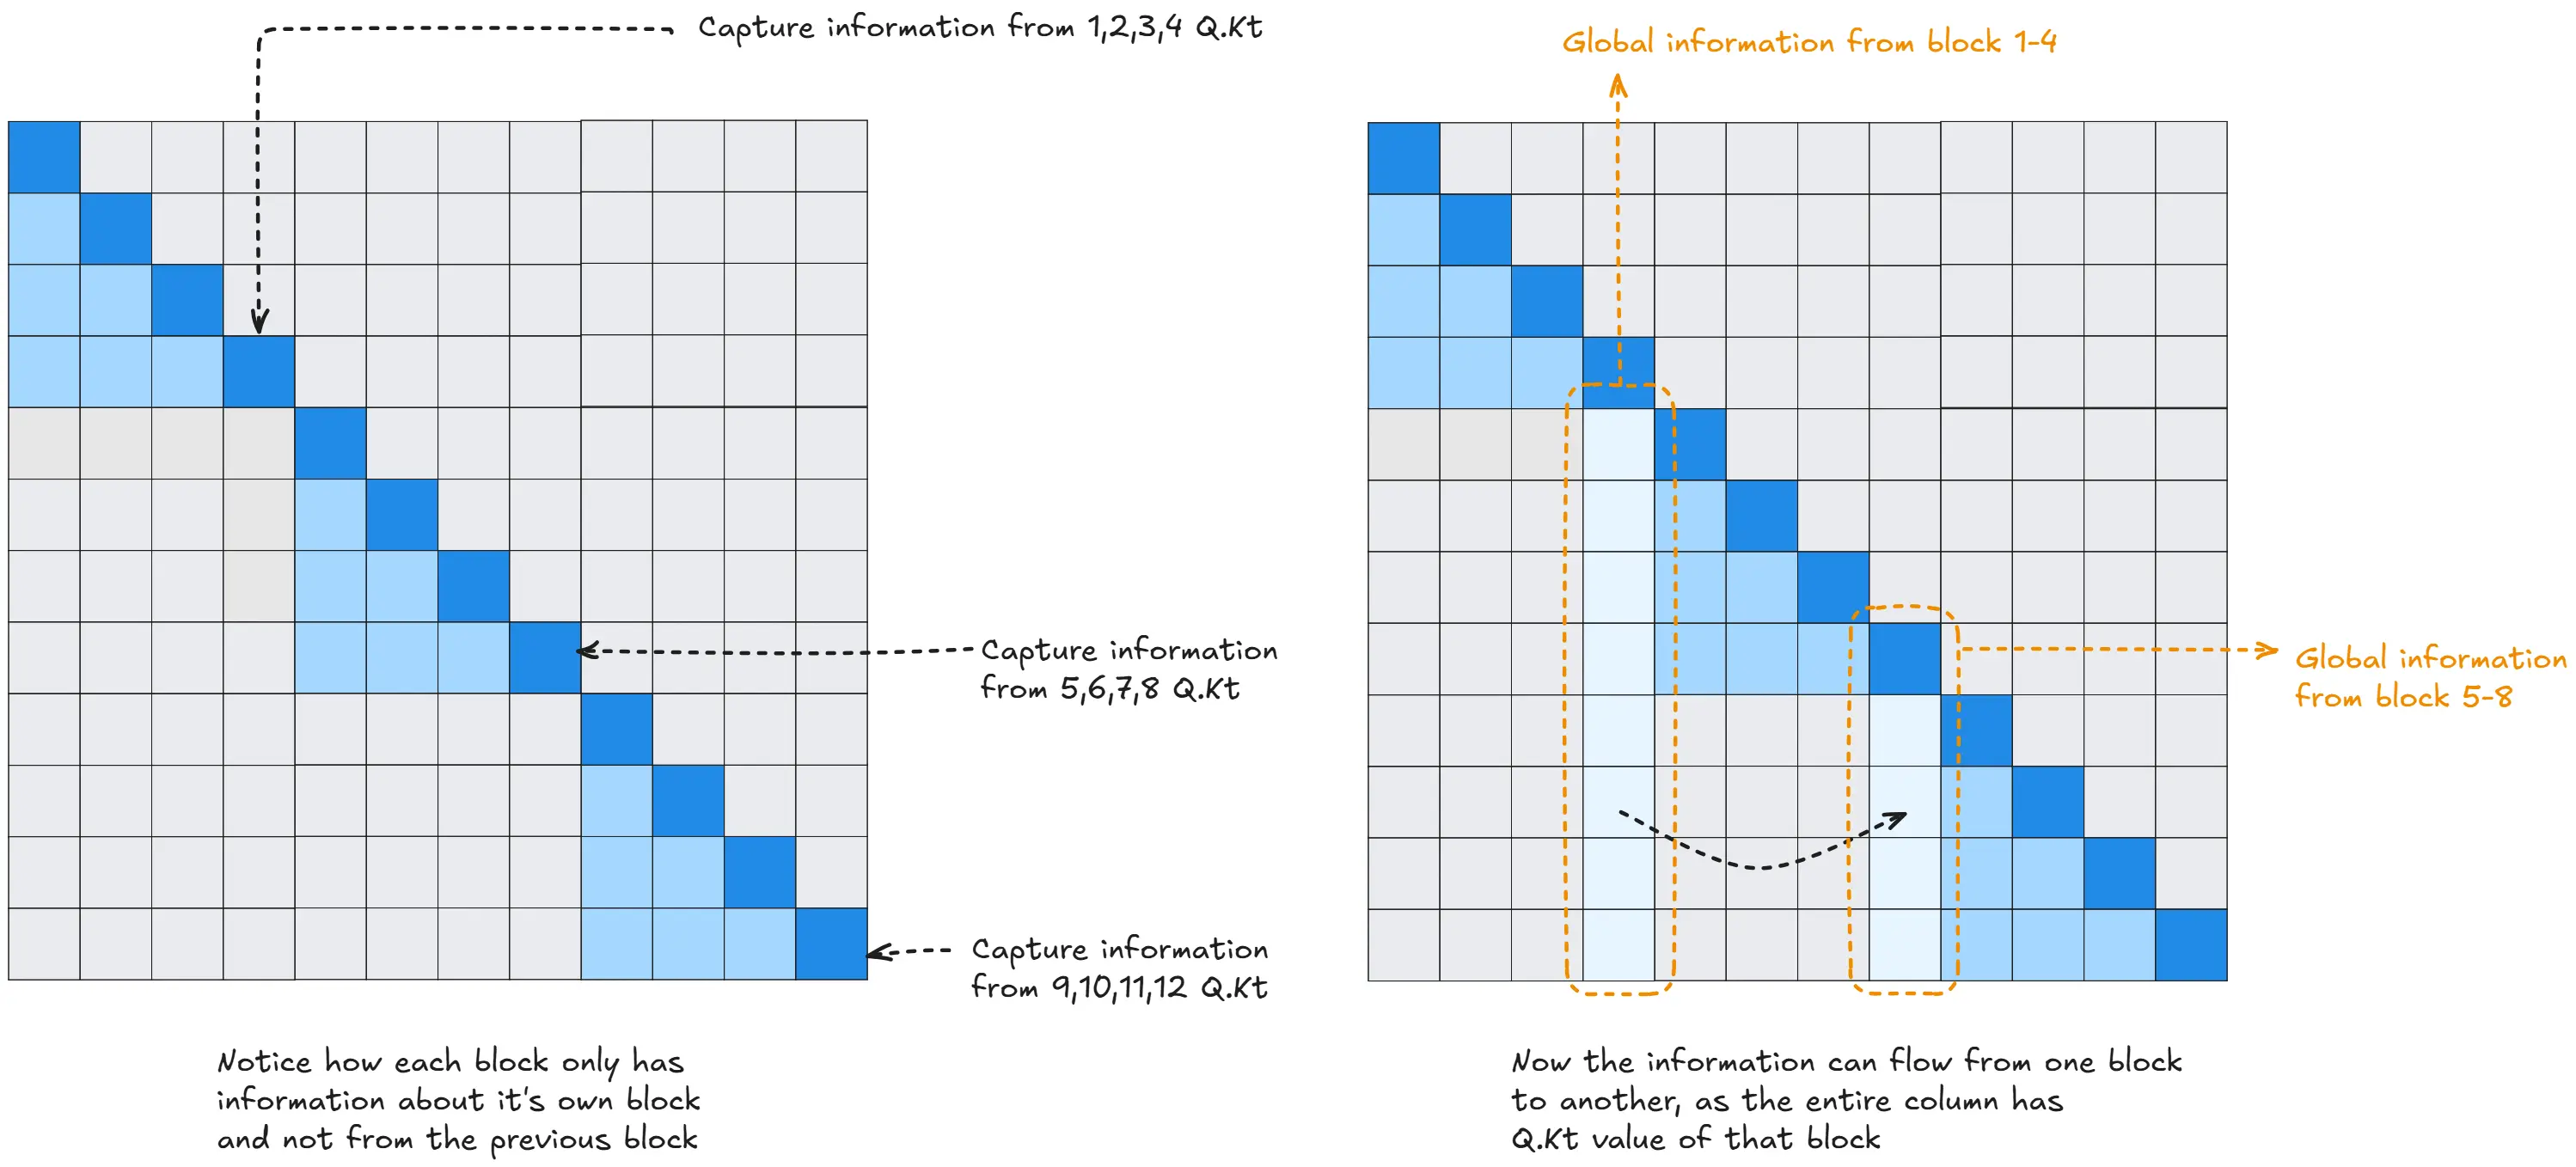 Capture information from 1,2,3,4 Q.Kt
Capture information
from 5,6,7,8 Q.Kt
Capture information
from 9,10,11,12 Q.Kt
Notice how each block only has
information about it's own block
and not from the previous block
Global information from block 1-4
Global information
from block 5-8
Now the information can flow from one block
to another, as the entire column has
Q.Kt value of that block